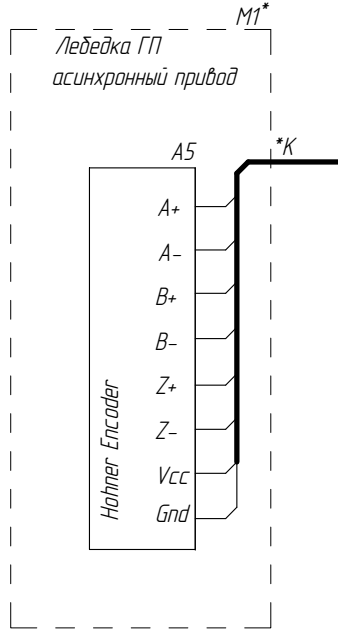 M1*
Лебедка ГП
асинхронный привод
*K
A5
A+
A-
B+
B-
Z+
Z-
Vcc
Gnd
Hohner Encoder